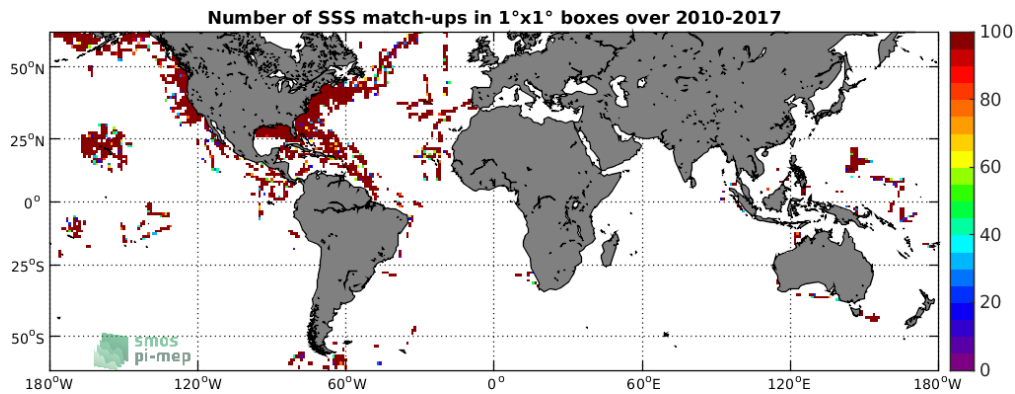 Number of SSS match-ups in 1°x1° boxes over 2010-2017
50°N
25°N
0°
25°S
50°S
180°W
120°W
60°W
0°
60°E
120°E
180°W
100
80
60
40
20
0
smos
pi-mep